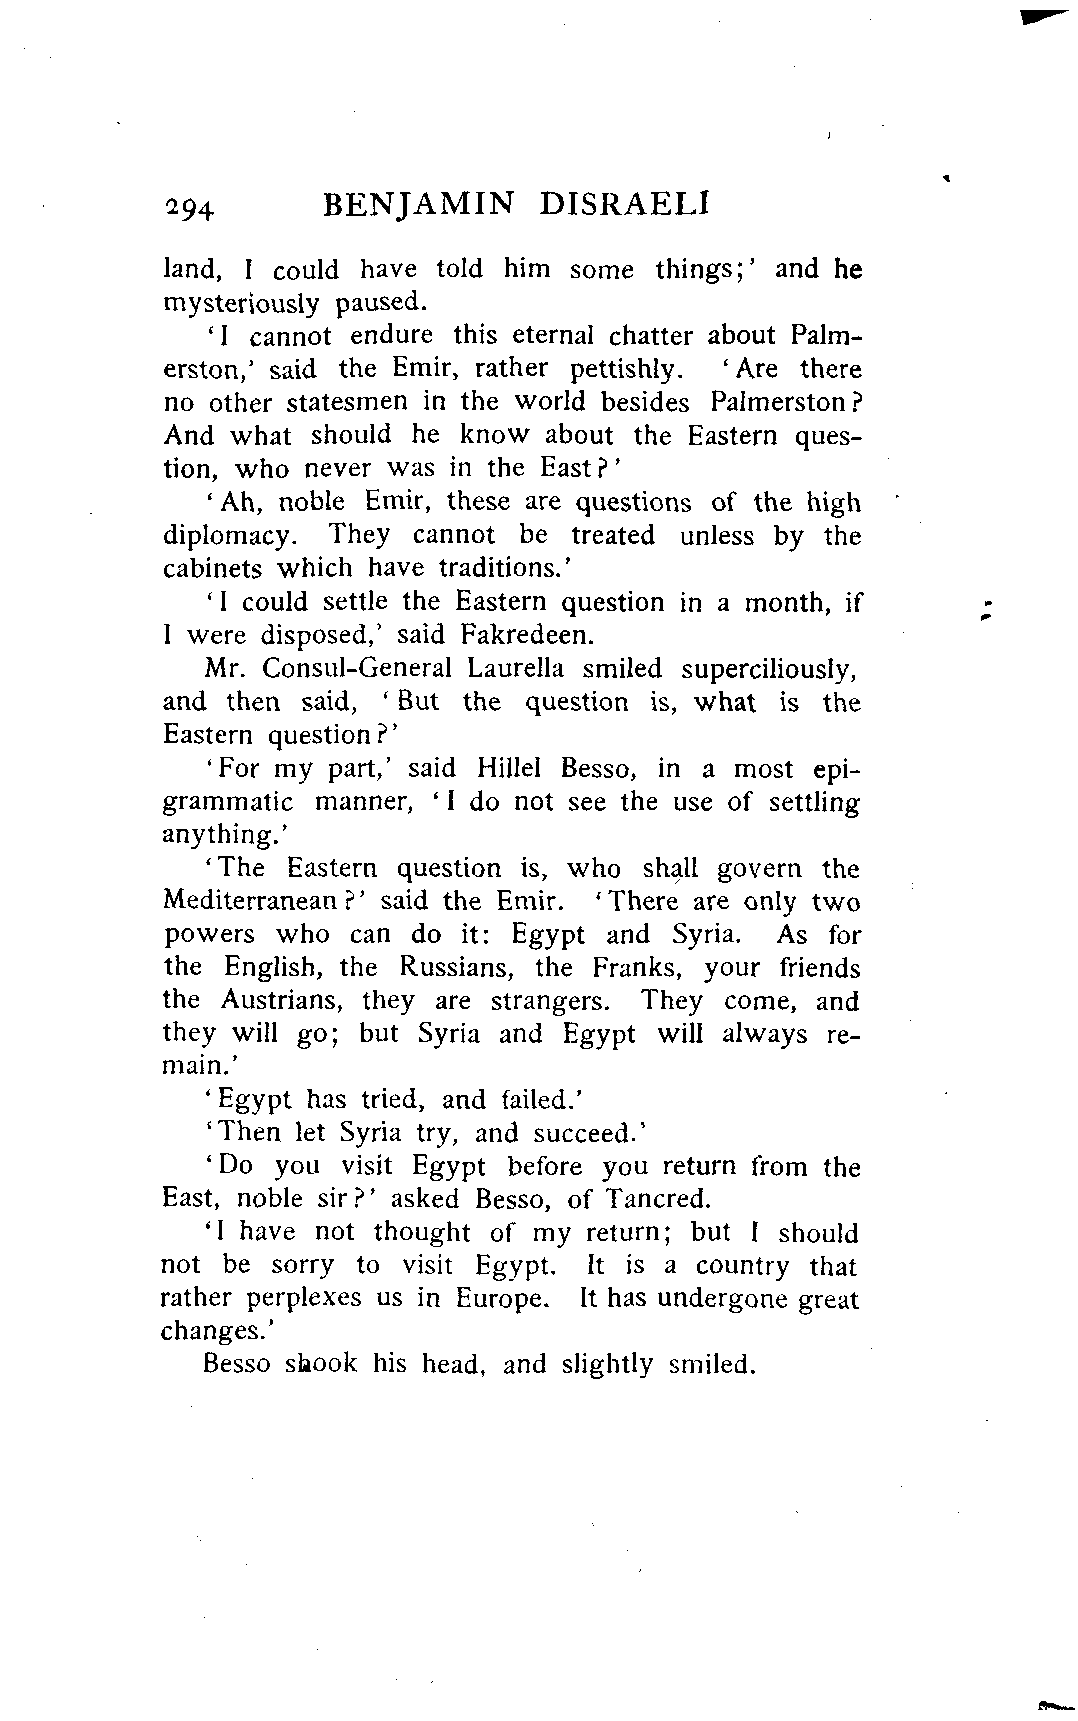 294 BENJAMIN DISRAELI
land, I could have told him some things;' and he
mysteriously paused.
'I cannot endure this eternal chatter about Palm-
erston,' said the Emir, rather pettishly. 'Are there
no other statesmen in the world besides Palmerston?
And what should he know about the Eastern ques-
tion, who never was in the East?'
'Ah, noble Emir, these are questions of the high
diplomacy. They cannot be treated unless by the
cabinets which have traditions.'
'I could settle the Eastern question in a month, if
I were disposed,' said Fakredeen.
Mr. Consul-General Laurella smiled superciliously,
and then said, 'But the question is, what is the
Eastern question?'
'For my part,' said Hillel Besso, in a most epi-
grammatic manner, 'I do not see the use of settling
anything.'
'The Eastern question is, who shall govern the
Mediterranean?' said the Emir. 'There are only two
powers who can do it: Egypt and Syria. As for
the English, the Russians, the Franks, your friends
the Austrians, they are strangers. They come, and
they will go; but Syria and Egypt will always re-
main.'
'Egypt has tried, and failed.'
'Then let Syria try, and succeed.'
'Do you visit Egypt before you return from the
East, noble sir?' asked Besso, of Tancred.
'I have not thought of my return; but I should
not be sorry to visit Egypt. It is a country that
rather perplexes us in Europe. It has undergone great
changes.'
Besso shook his head, and slightly smiled.